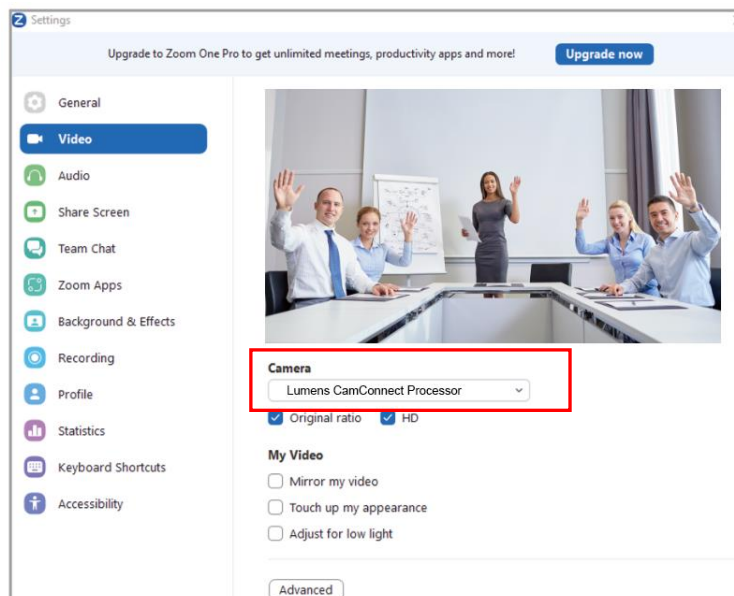 Settings
Upgrade to Zoom One Pro to get unlimited meetings, productivity apps and more!
Upgrade now
General
Video
Audio
Share Screen
Team Chat
Zoom Apps
Background & Effects
Recording
Profile
Statistics
Keyboard Shortcuts
Accessibility
Camera
Lumens CamConnect Processor
Original ratio
HD
My Video
Mirror my video
Touch up my appearance
Adjust for low light
Advanced